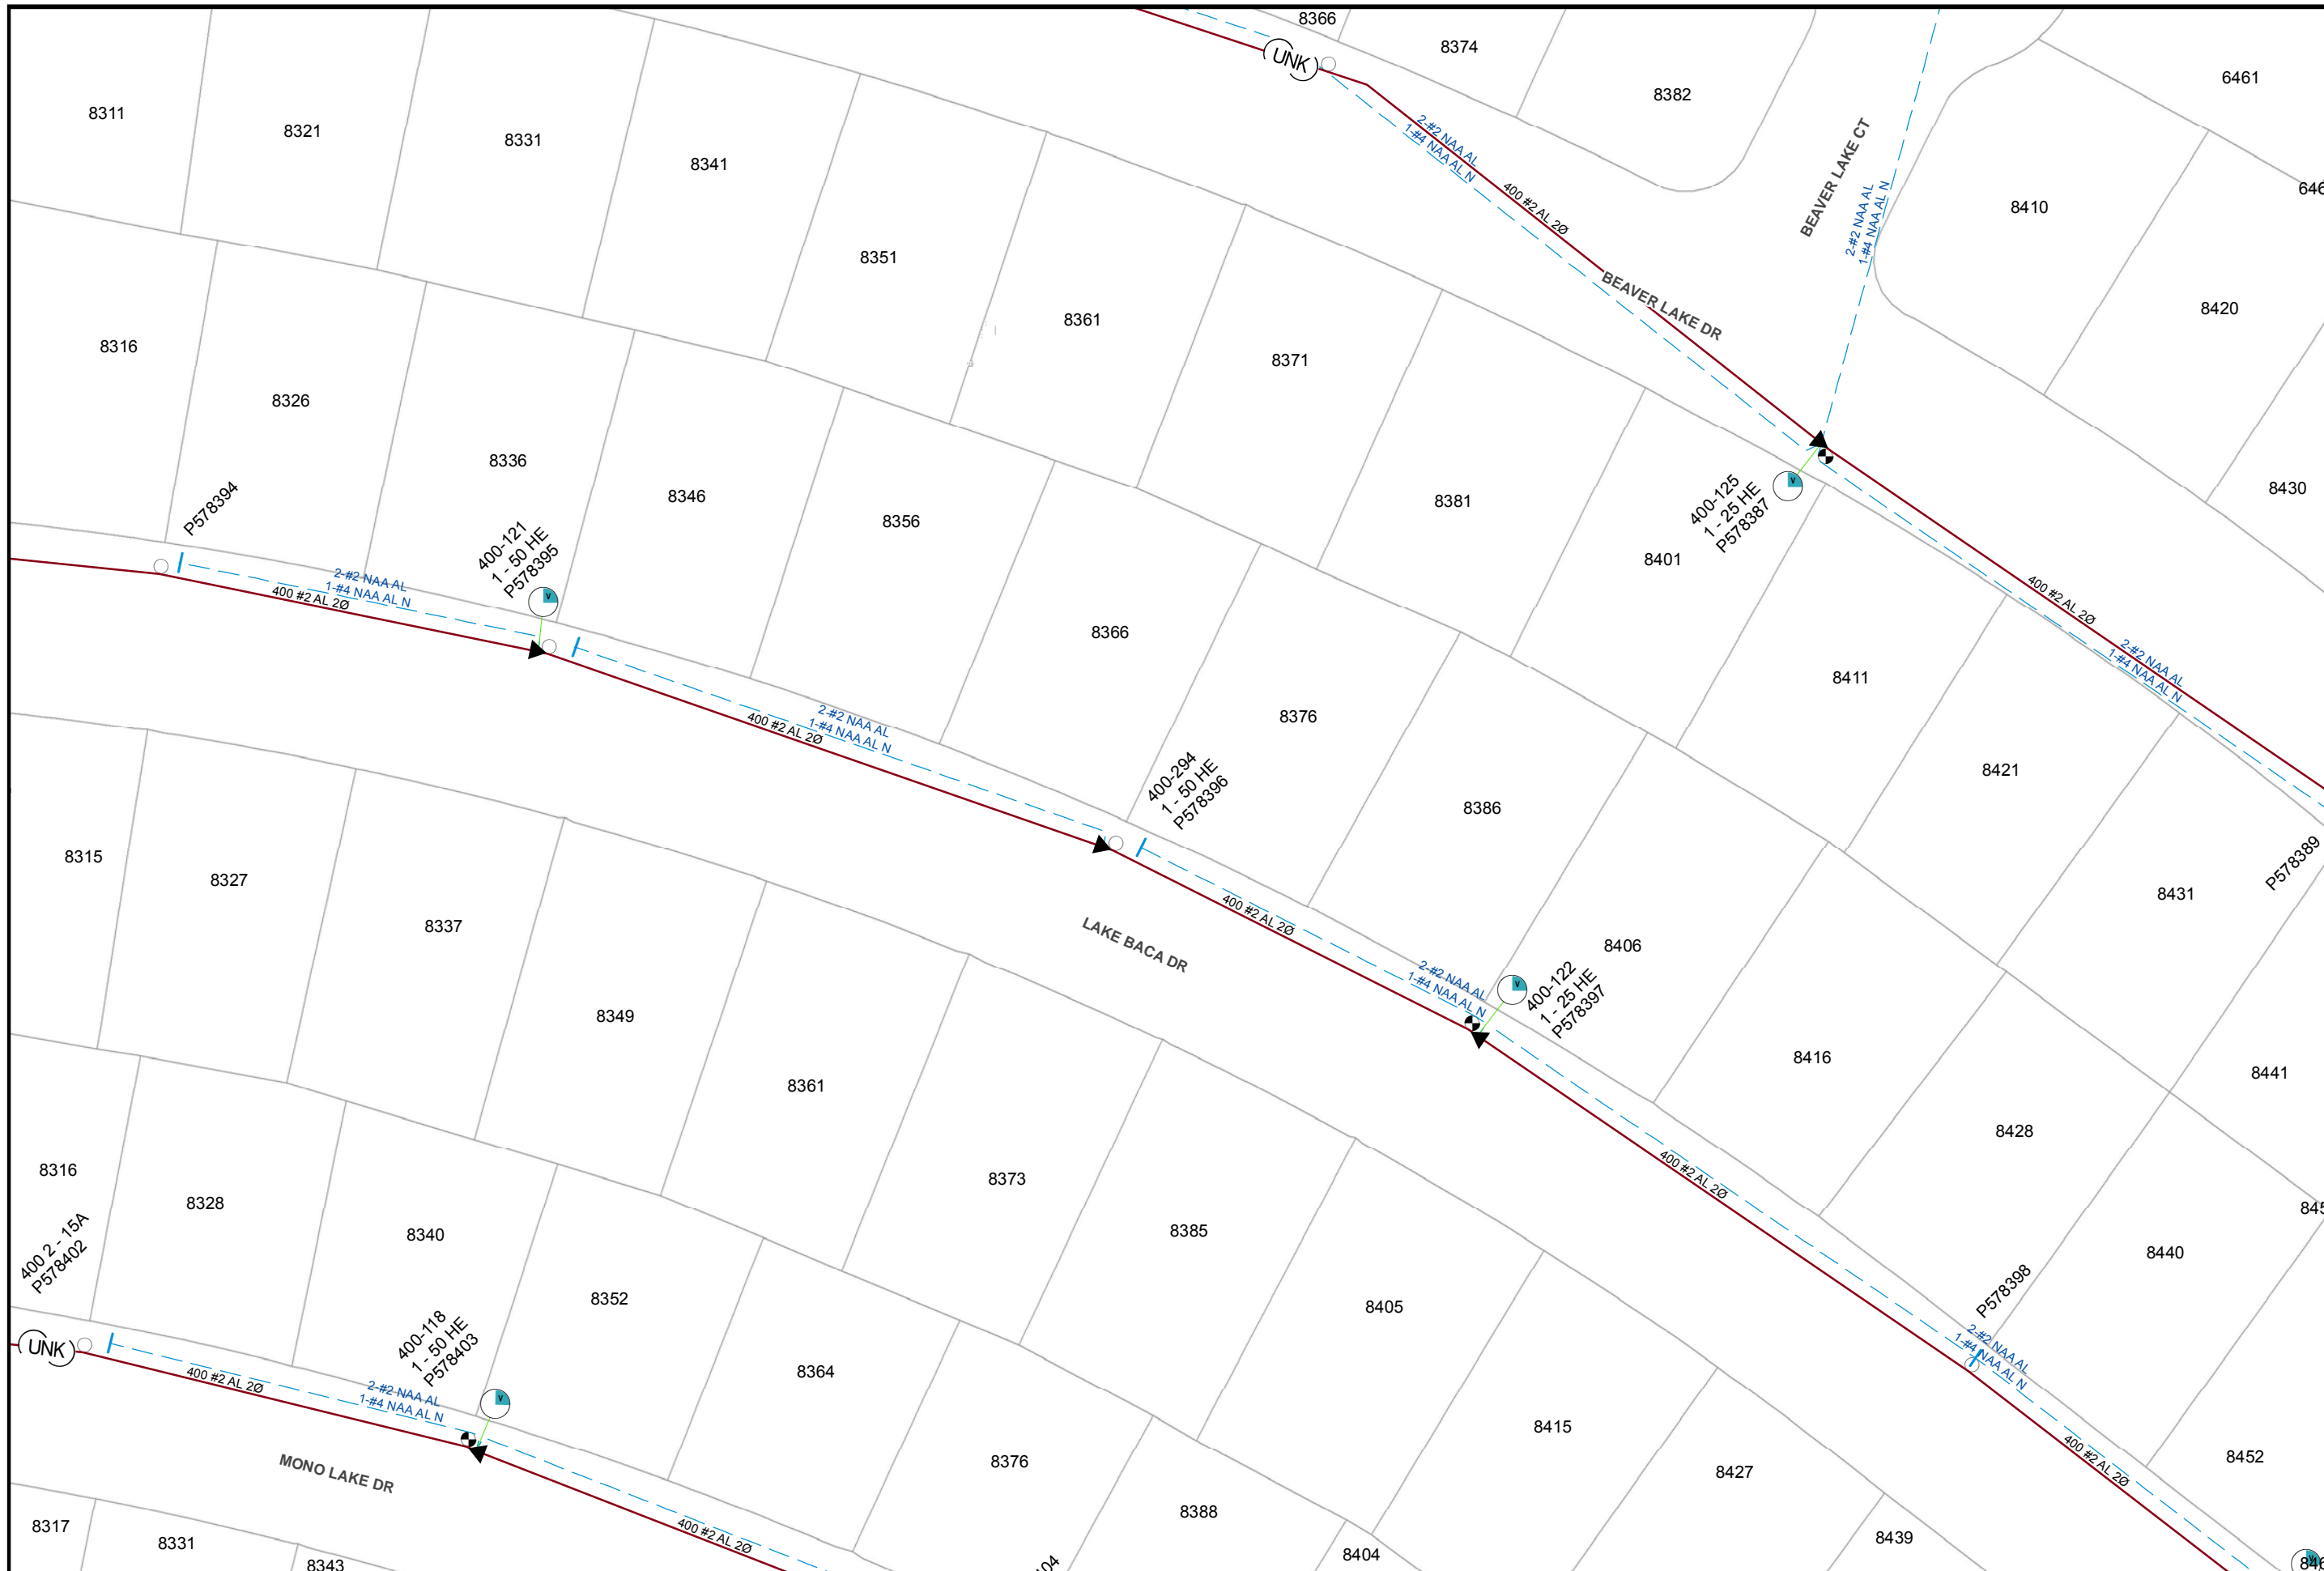 8366
8374
UNK
8382
6461
8311
8321
8331
8341
8351
8361
8371
8381
8401
8411
8421
8431
8441
8410
8420
8430
2-#2 NAA AL
1-#4 NAA AL N
400 #2 AL 2Ø
BEAVER LAKE DR
BEAVER LAKE CT
2-#2 NAA AL
1-#4 NAA AL N
400-125
1 - 25 HE
P578387
V
400 #2 AL 2Ø
2-#2 NAA AL
1-#4 NAA AL N
P578389
8316
8326
8336
8346
8356
8366
8376
8386
8406
8416
8428
8440
8452
P578394
2-#2 NAA AL
1-#4 NAA AL N
400 #2 AL 2Ø
400-121
1 - 50 HE
P578395
V
2-#2 NAA AL
1-#4 NAA AL N
400 #2 AL 2Ø
400-294
1 - 50 HE
P578396
400 #2 AL 2Ø
2-#2 NAA AL
1-#4 NAA AL N
400-122
1 - 25 HE
P578397
V
LAKE BACA DR
400 #2 AL 2Ø
P578398
2-#2 NAA AL
1-#4 NAA AL N
400 #2 AL 2Ø
8315
8327
8337
8349
8361
8373
8385
8405
8415
8427
8439
8316
8328
8340
8352
8364
8376
8388
8404
400 2 - 15A
P578402
UNK
400 #2 AL 2Ø
2-#2 NAA AL
1-#4 NAA AL N
400-118
1 - 50 HE
P578403
V
400 #2 AL 2Ø
MONO LAKE DR
8317
8331
8343